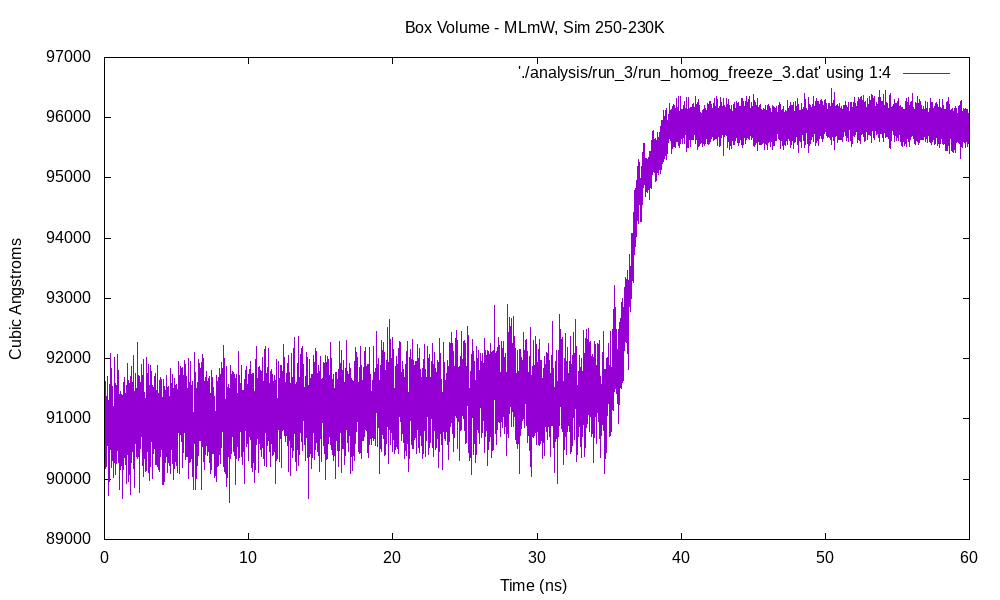 Box Volume - MLmW, Sim 250-230K
'./analysis/run_3/run_homog_freeze_3.dat' using 1:4
97000
96000
95000
94000
93000
92000
91000
90000
89000
Cubic Angstroms
0 10 20 30 40 50 60
Time (ns)